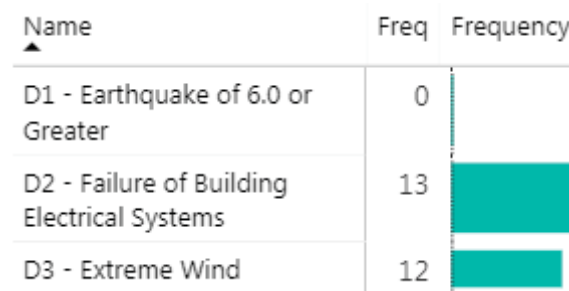 Name Freq Frequency
D1 - Earthquake of 6.0 or
Greater
0
D2 - Failure of Building
Electrical Systems
13
D3 - Extreme Wind 12